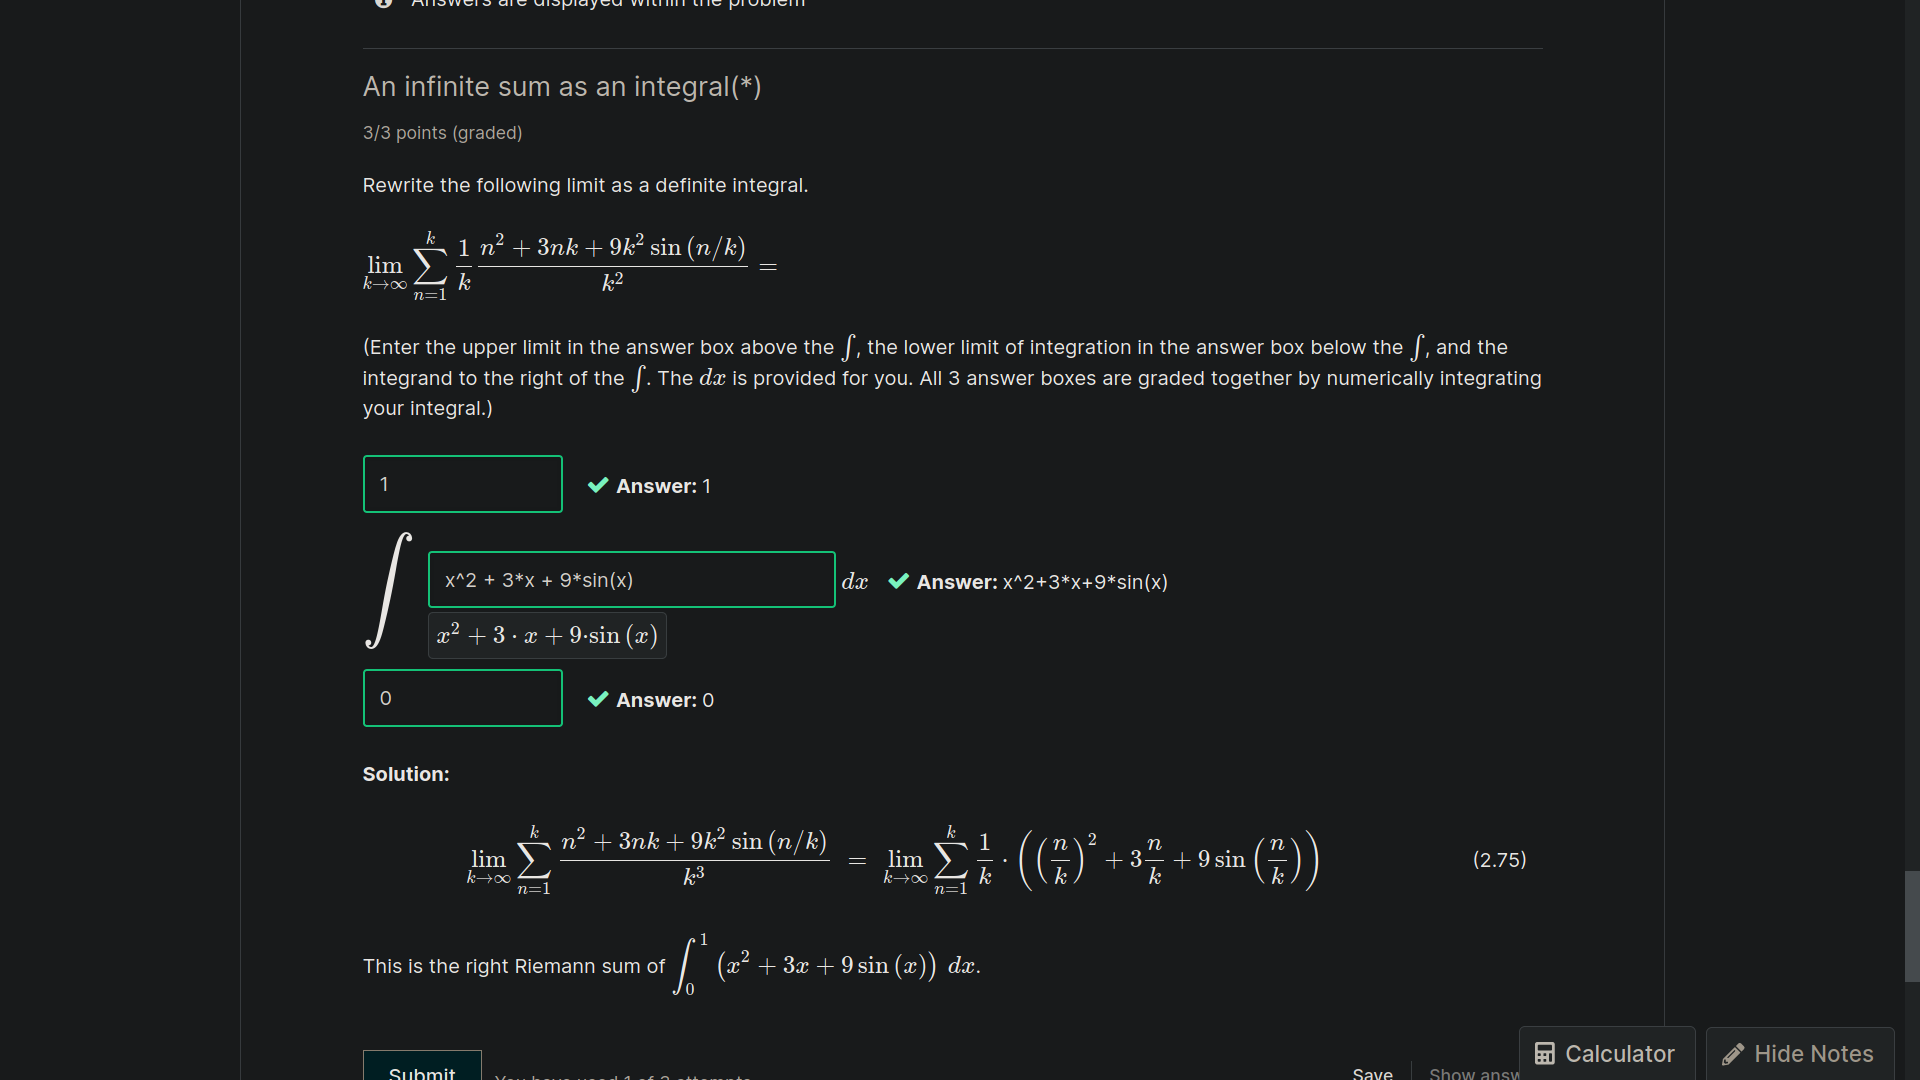 Answers are displayed within the problem
An infinite sum as an integral(*)
3/3 points (graded)
Rewrite the following limit as a definite integral.
$\lim_{k \to \infty} \sum_{n=1}^{k} \frac{1}{k} \frac{n^2 + 3nk + 9k^2 \sin(n/k)}{k^2} =$
(Enter the upper limit in the answer box above the ∫, the lower limit of integration in the answer box below the ∫, and the
integrand to the right of the ∫. The dx is provided for you. All 3 answer boxes are graded together by numerically integrating
your integral.)
1 ✔ Answer: 1
∫ x^2 + 3*x + 9*sin(x) dx ✔ Answer: x^2+3*x+9*sin(x)
$x^2 + 3 \cdot x + 9 \cdot \sin(x)$
0 ✔ Answer: 0
Solution:
$\lim_{k \to \infty} \sum_{n=1}^{k} \frac{n^2 + 3nk + 9k^2 \sin(n/k)}{k^3} = \lim_{k \to \infty} \sum_{n=1}^{k} \frac{1}{k} \cdot \left( \left( \frac{n}{k} \right)^2 + 3 \frac{n}{k} + 9 \sin \left( \frac{n}{k} \right) \right)$ (2.75)
This is the right Riemann sum of $\int_0^1 (x^2 + 3x + 9 \sin(x)) \, dx$.
Calculator Hide Notes
Submit You have used 1 of 3 attempts Save Show answ